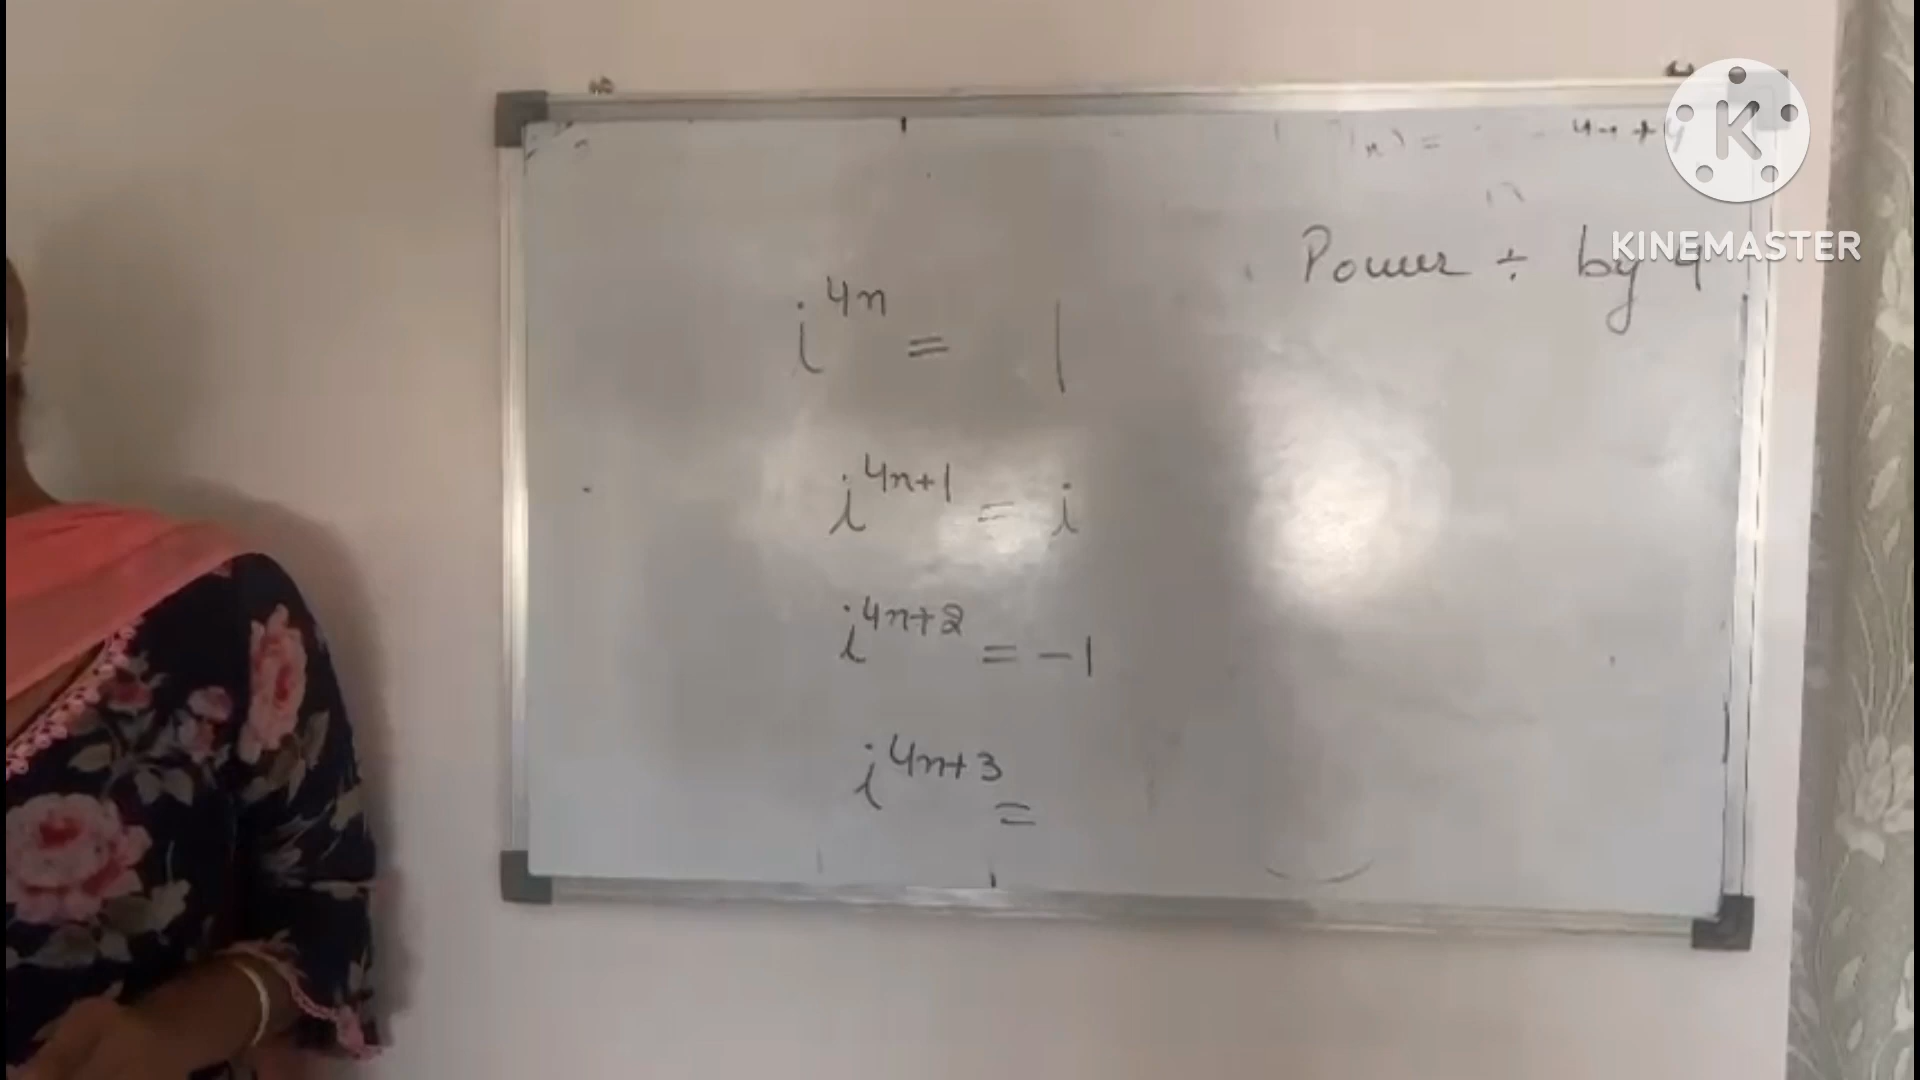 K
KINEMASTER
Power ÷ by 4
i^4n = 1
i^4n+1 = i
i^4n+2 = -1
i^4n+3 =